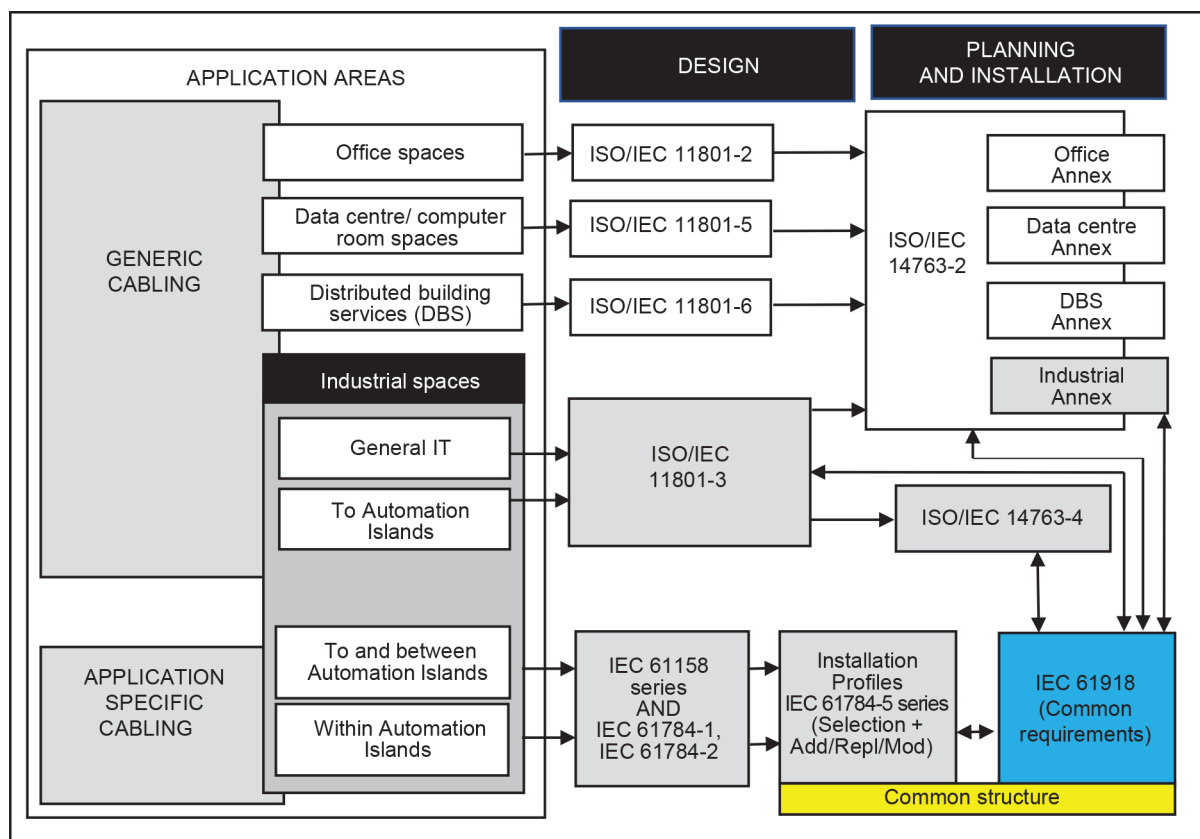 APPLICATION AREAS
DESIGN
PLANNING
AND INSTALLATION
GENERIC
CABLING
Office spaces
ISO/IEC 11801-2
Data centre/ computer
room spaces
ISO/IEC 11801-5
Distributed building
services (DBS)
ISO/IEC 11801-6
ISO/IEC
14763-2
Office
Annex
Data centre
Annex
DBS
Annex
Industrial
Annex
Industrial spaces
General IT
To Automation
Islands
ISO/IEC
11801-3
ISO/IEC 14763-4
APPLICATION
SPECIFIC
CABLING
To and between
Automation Islands
Within Automation
Islands
IEC 61158
series
AND
IEC 61784-1,
IEC 61784-2
Installation
Profiles
IEC 61784-5 series
(Selection +
Add/Repl/Mod)
IEC 61918
(Common
requirements)
Common structure